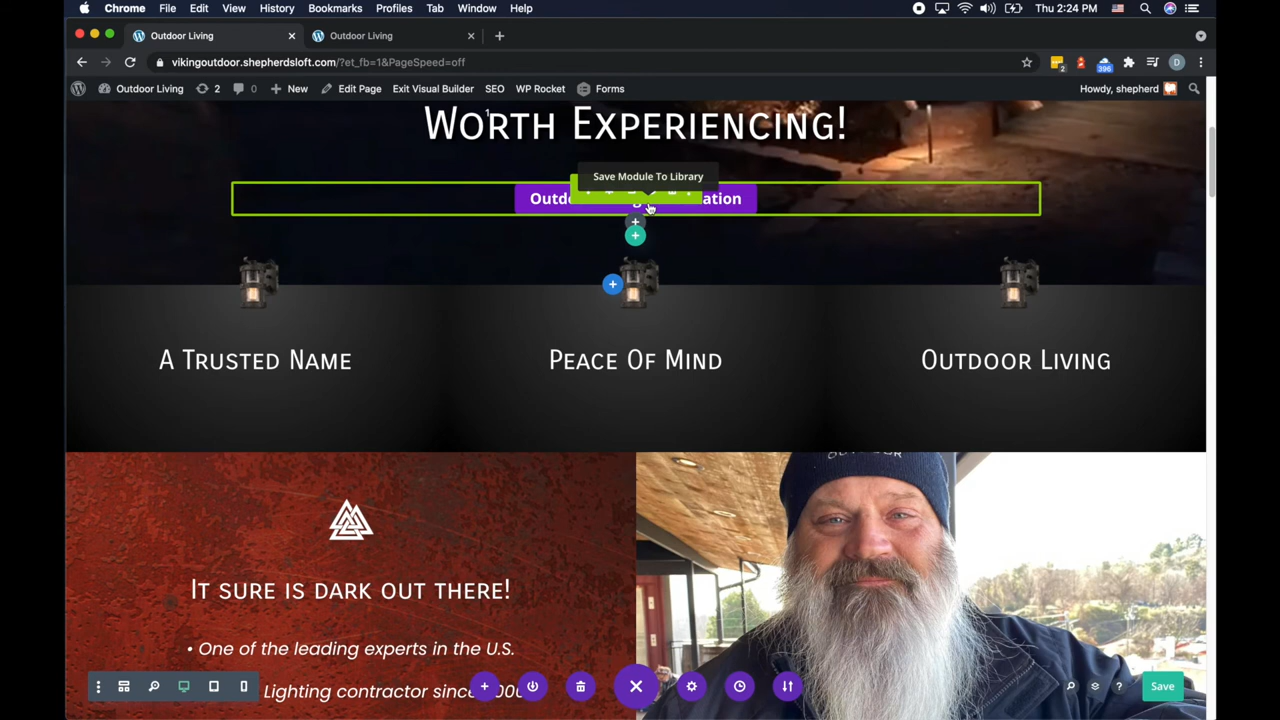 Chrome File Edit View History Bookmarks Profiles Tab Window Help Thu 2:24 PM
Outdoor Living Outdoor Living
vikingoutdoor.shepherdsloft.com/?et_fb=1&PageSpeed=off 2 396 D
Outdoor Living 2 0 New Edit Page Exit Visual Builder SEO WP Rocket Forms Howdy, shepherd
Worth Experiencing!
Save Module To Library
A Trusted Name Peace Of Mind Outdoor Living
It sure is dark out there!
• One of the leading experts in the U.S.
Lighting contractor since
? Save